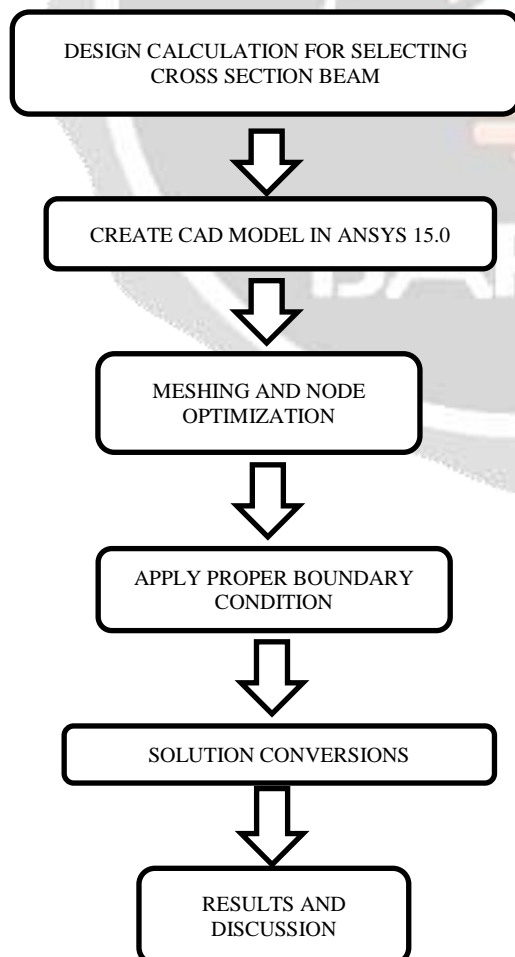 DESIGN CALCULATION FOR SELECTING
CROSS SECTION BEAM
CREATE CAD MODEL IN ANSYS 15.0
MESHING AND NODE
OPTIMIZATION
APPLY PROPER BOUNDARY
CONDITION
SOLUTION CONVERSIONS
RESULTS AND
DISCUSSION